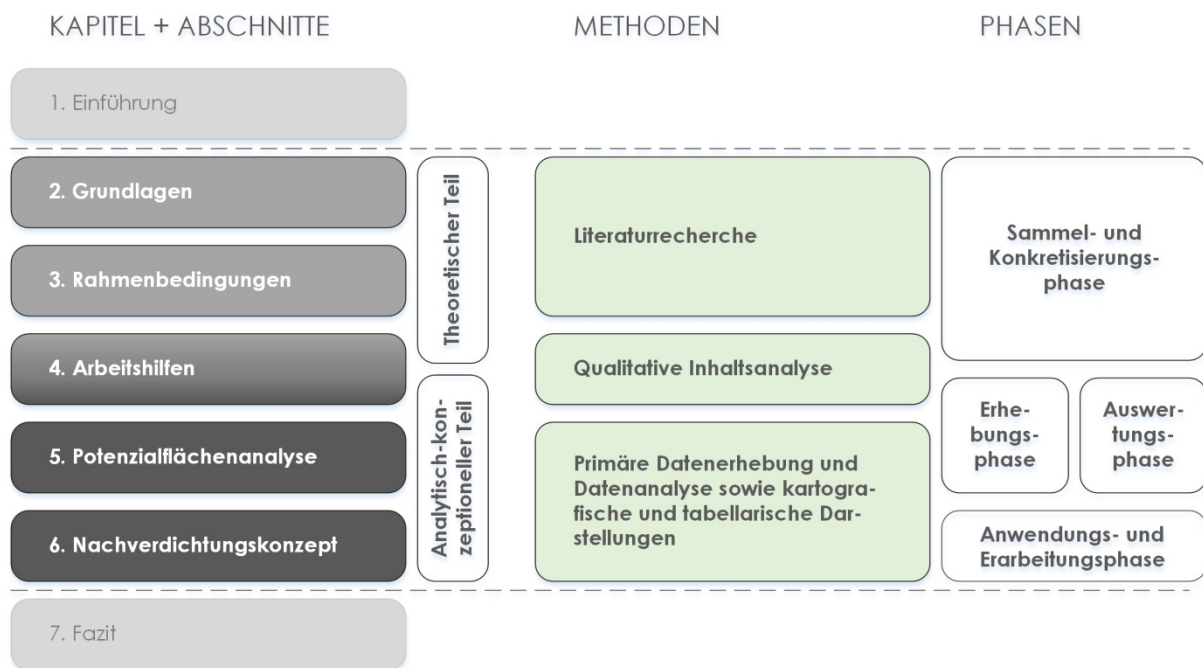 KAPITEL + ABSCHNITTE
METHODEN
PHASEN
1. Einführung
2. Grundlagen
3. Rahmenbedingungen
4. Arbeitshilfen
5. Potenzialflächenanalyse
6. Nachverdichtungskonzept
7. Fazit
Theoretischer Teil
Analytisch-kon-
zeptioneller Teil
Literaturrecherche
Qualitative Inhaltsanalyse
Primäre Datenerhebung und
Datenanalyse sowie kartogra-
fische und tabellarische Dar-
stellungen
Sammel- und
Konkretisierungs-
phase
Erhe-
bungs-
phase
Auswer-
tungs-
phase
Anwendungs- und
Erarbeitungsphase